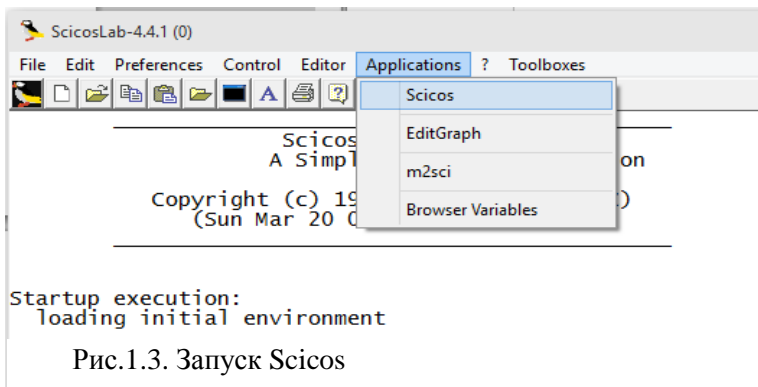 ScicosLab-4.4.1 (0)
File Edit Preferences Control Editor Applications ? Toolboxes
Scicos
EditGraph
m2sci
Browser Variables
Scicos
A Simpl on
Copyright (c) 19 )
(Sun Mar 20
Startup execution:
loading initial environment
Рис.1.3. Запуск Scicos